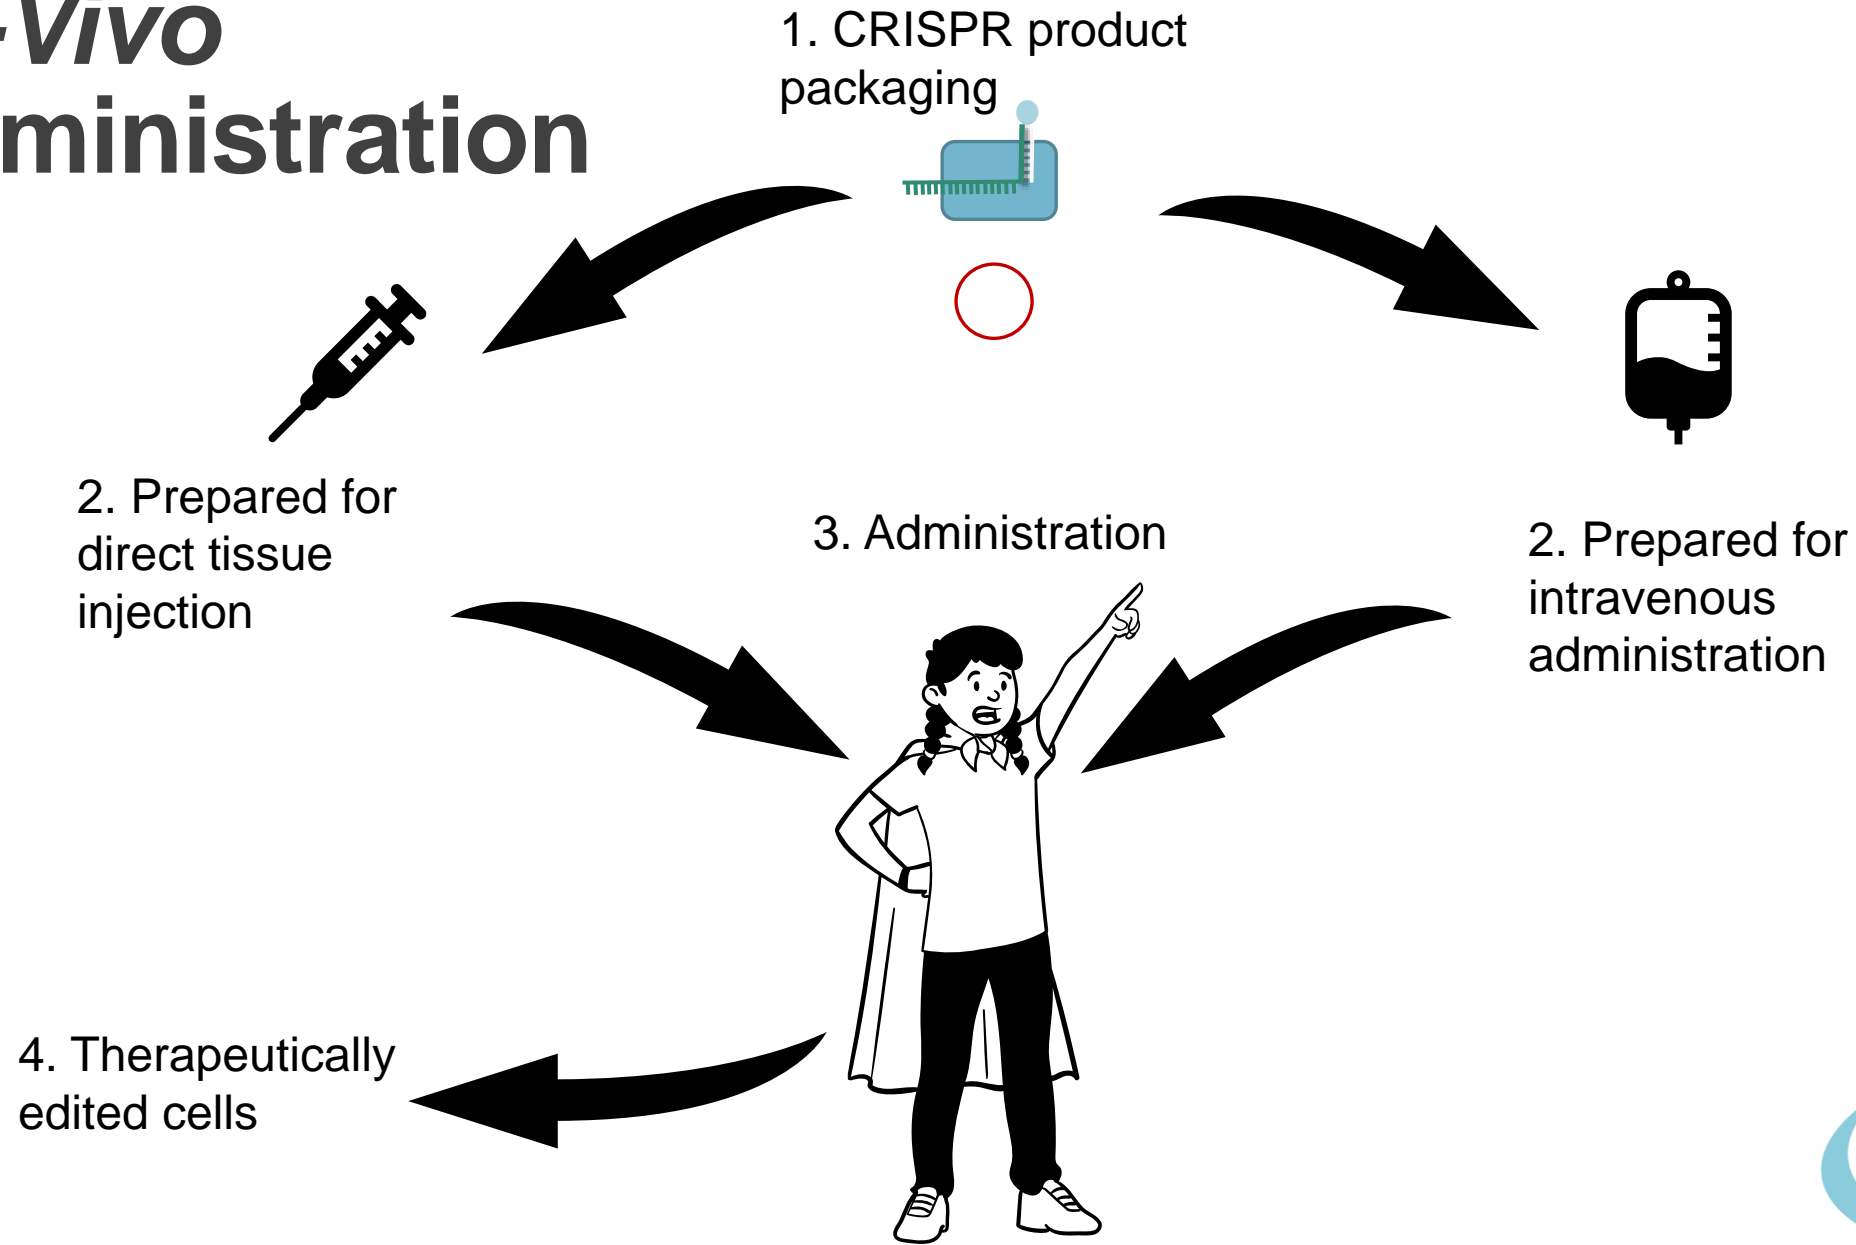 -Vivo
ministration
1. CRISPR product
packaging
2. Prepared for
direct tissue
injection
3. Administration
2. Prepared for
intravenous
administration
4. Therapeutically
edited cells